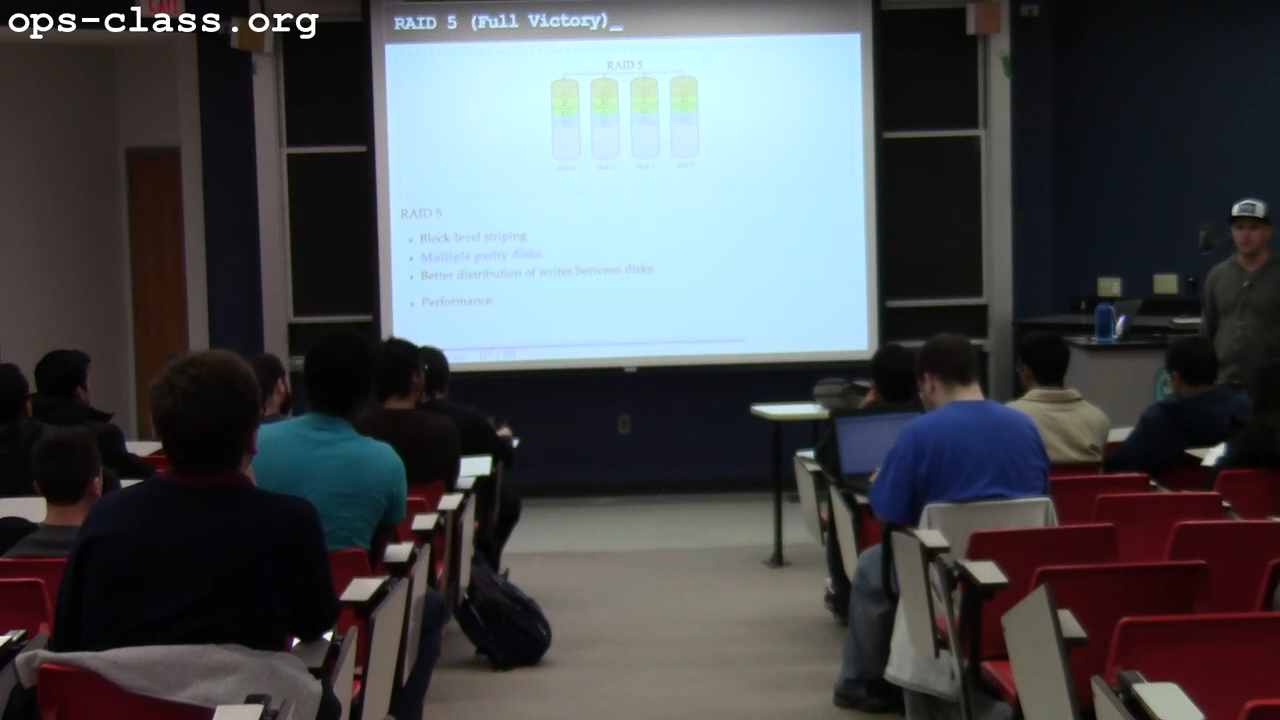 ops-class.org
RAID 5 (Full Victory)_
RAID 5
RAID 5
• Block-level striping
• Multiple parity disks
• Better distribution of writes between disks
• Performance: